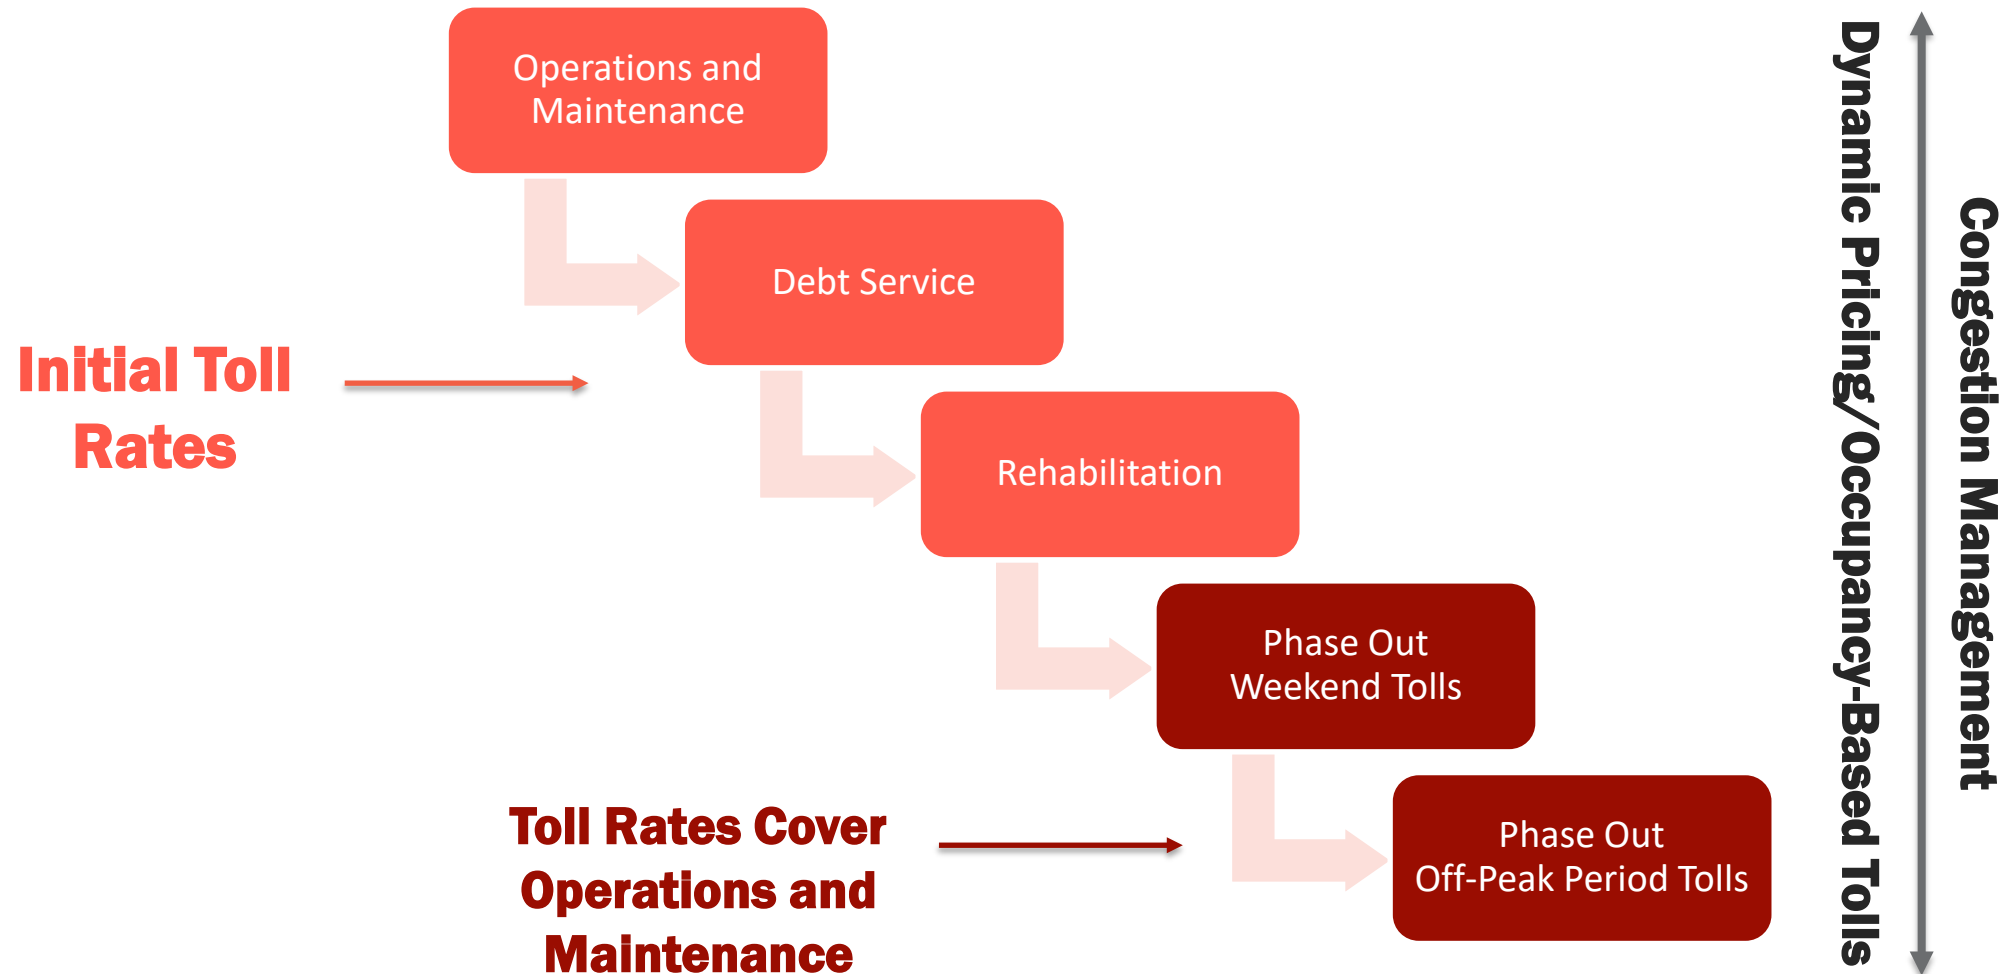 Operations and
Maintenance
Debt Service
Initial Toll
Rates
Rehabilitation
Phase Out
Weekend Tolls
Toll Rates Cover
Operations and
Maintenance
Phase Out
Off-Peak Period Tolls
Dynamic Pricing/Occupancy-Based Tolls
Congestion Management